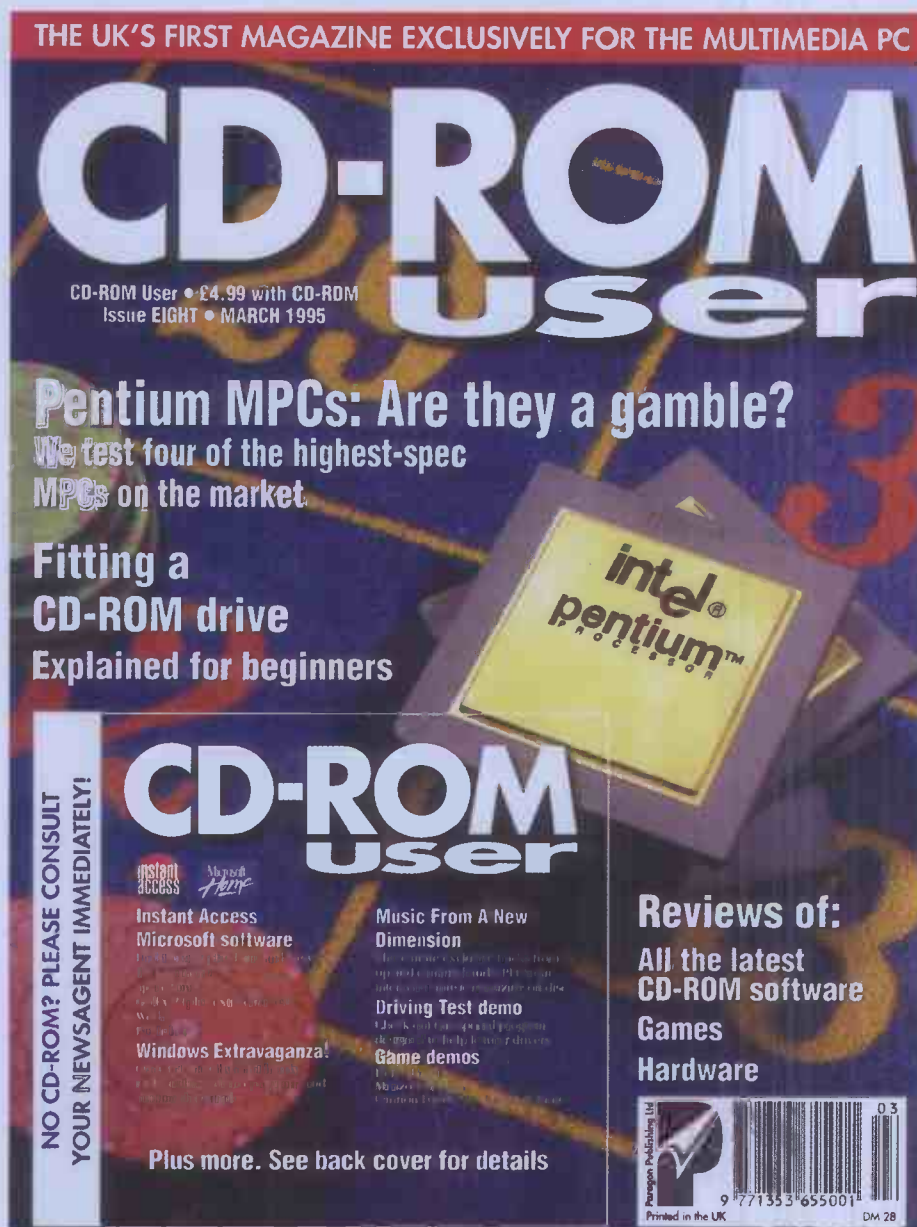 THE UK'S FIRST MAGAZINE EXCLUSIVELY FOR THE MULTIMEDIA PC
CD-ROM
user
CD-ROM User • £4.99 with CD-ROM
Issue EIGHT • MARCH 1995
Pentium MPCs: Are they a gamble?
We test four of the highest-spec
MPCs on the market
Fitting a
CD-ROM drive
Explained for beginners
intel®
pentium™
PROCESSOR
NO CD-ROM? PLEASE CONSULT
YOUR NEWSAGENT IMMEDIATELY!
CD-ROM
user
instant
access
Microsoft
Home
Instant Access
Microsoft software
Windows Extravaganza!
Music From A New
Dimension
Driving Test demo
Game demos
Plus more. See back cover for details
Reviews of:
All the latest
CD-ROM software
Games
Hardware
Paragon Publishing Ltd
Printed in the UK
9 771353 655001
03
DM 28